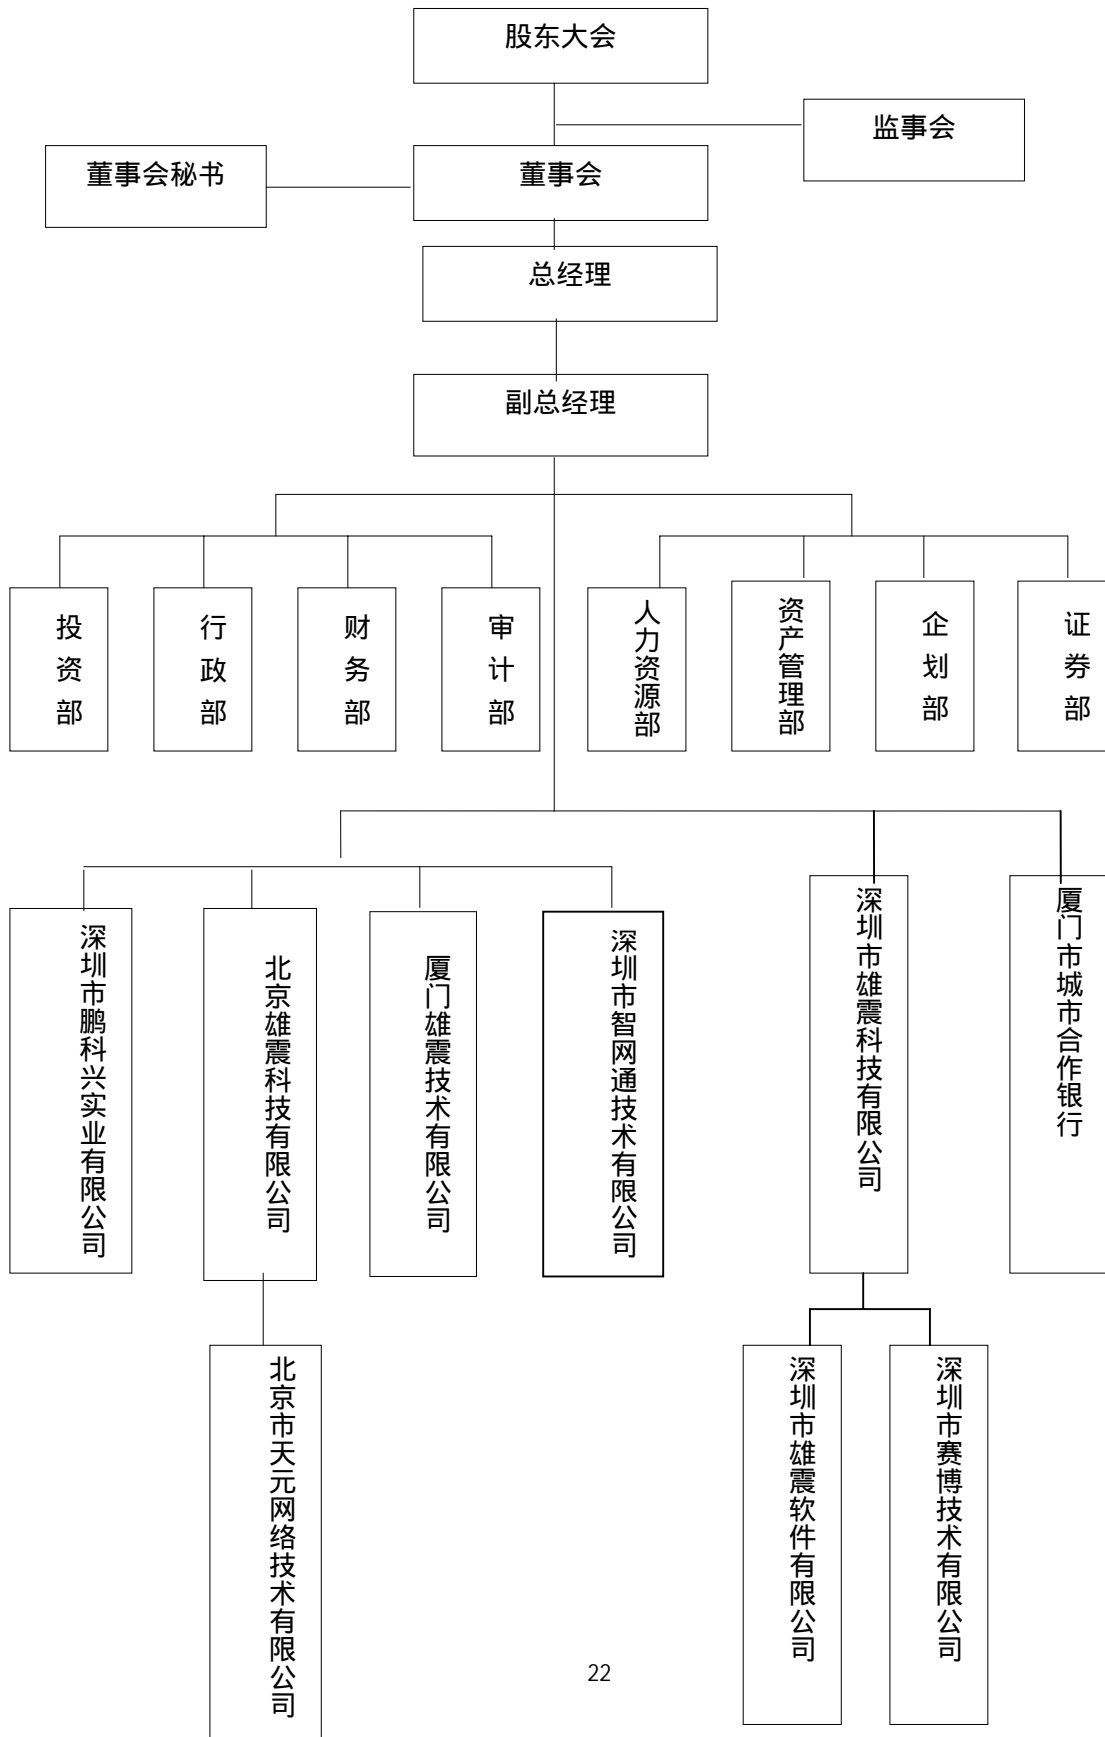 股东大会
监事会
董事会秘书
董事会
总经理
副总经理
投资部
行政部
财务部
审计部
人力资源部
资产管理部
企划部
证券部
深圳市鹏科兴实业有限公司
北京雄震科技有限公司
厦门雄震技术有限公司
深圳市智网通技术有限公司
深圳市雄震科技有限公司
厦门市城市合作银行
北京市天元网络技术有限公司
深圳市雄震软件有限公司
深圳市赛博技术有限公司
22